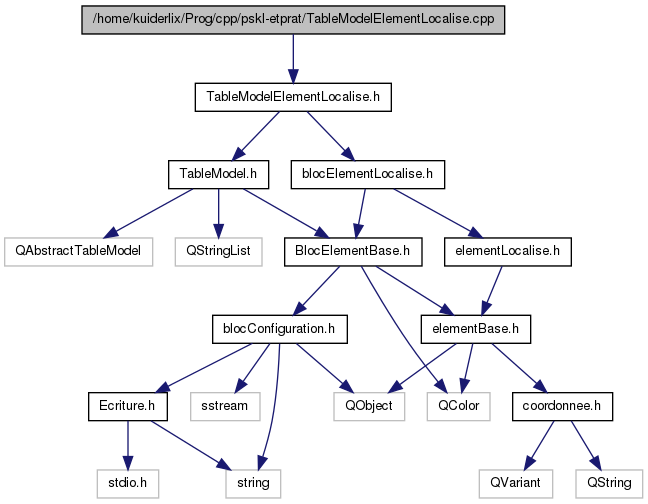 /home/kuiderlix/Prog/cpp/pskl-etprat/TableModelElementLocalise.cpp
TableModelElementLocalise.h
TableModel.h
blocElementLocalise.h
QAbstractTableModel
QStringList
BlocElementBase.h
elementLocalise.h
blocConfiguration.h
elementBase.h
Ecriture.h
sstream
QObject
QColor
coordonnee.h
stdio.h
string
QVariant
QString